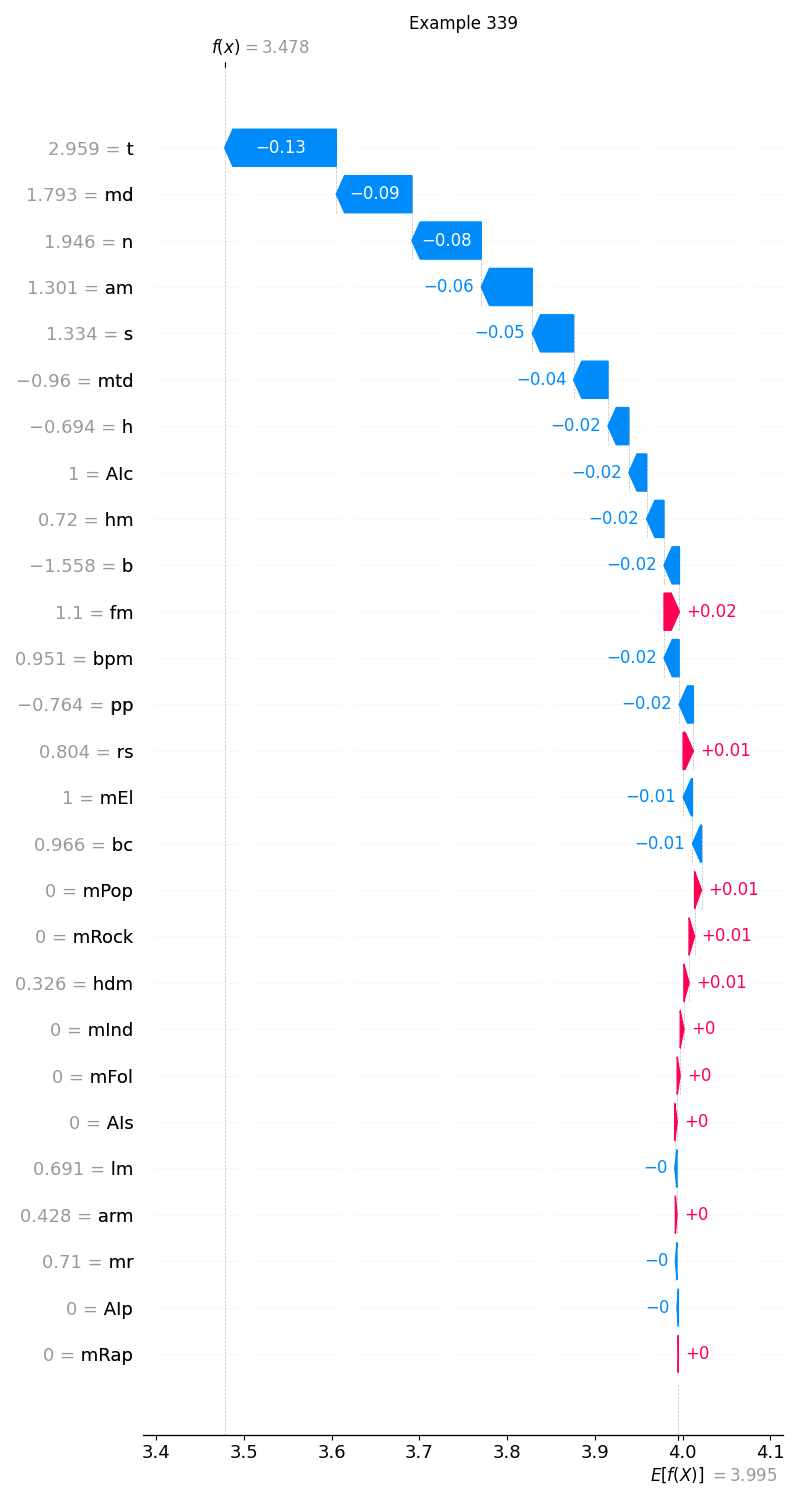 Example 339
f(x) = 3.478
2.959 = t −0.13
1.793 = md −0.09
1.946 = n −0.08
1.301 = am −0.06
1.334 = s −0.05
−0.96 = mtd −0.04
−0.694 = h −0.02
1 = AIc −0.02
0.72 = hm −0.02
−1.558 = b −0.02
1.1 = fm +0.02
0.951 = bpm −0.02
−0.764 = pp −0.02
0.804 = rs +0.01
1 = mEl −0.01
0.966 = bc −0.01
0 = mPop +0.01
0 = mRock +0.01
0.326 = hdm +0.01
0 = mInd +0
0 = mFol +0
0 = AIs +0
0.691 = lm −0
0.428 = arm +0
0.71 = mr −0
0 = AIp −0
0 = mRap +0
3.4 3.5 3.6 3.7 3.8 3.9 4.0 4.1
E[f(X)] = 3.995